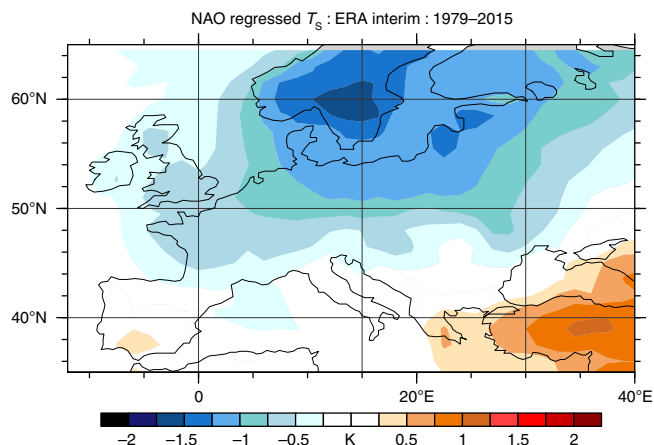 NAO regressed TS : ERA interim : 1979–2015
60°N
50°N
40°N
0 20°E 40°E
–2 –1.5 –1 –0.5 K 0.5 1 1.5 2